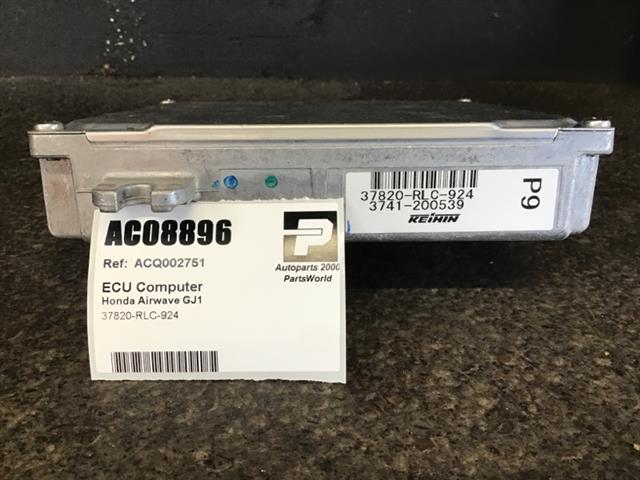 37820-RLC-924
3741-200539
KEIHIN
P9
AC08896
Ref: ACQ002751
P
Autoparts 2000
PartsWorld
ECU Computer
Honda Airwave GJ1
37820-RLC-924